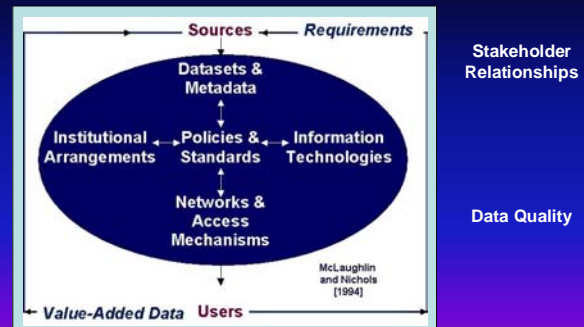 Sources Requirements
Datasets &
Metadata
Institutional Policies & Information
Arrangements Standards Technologies
Networks &
Access
Mechanisms
McLaughlin
and Nichols
[1994]
Value-Added Data Users
Stakeholder
Relationships
Data Quality